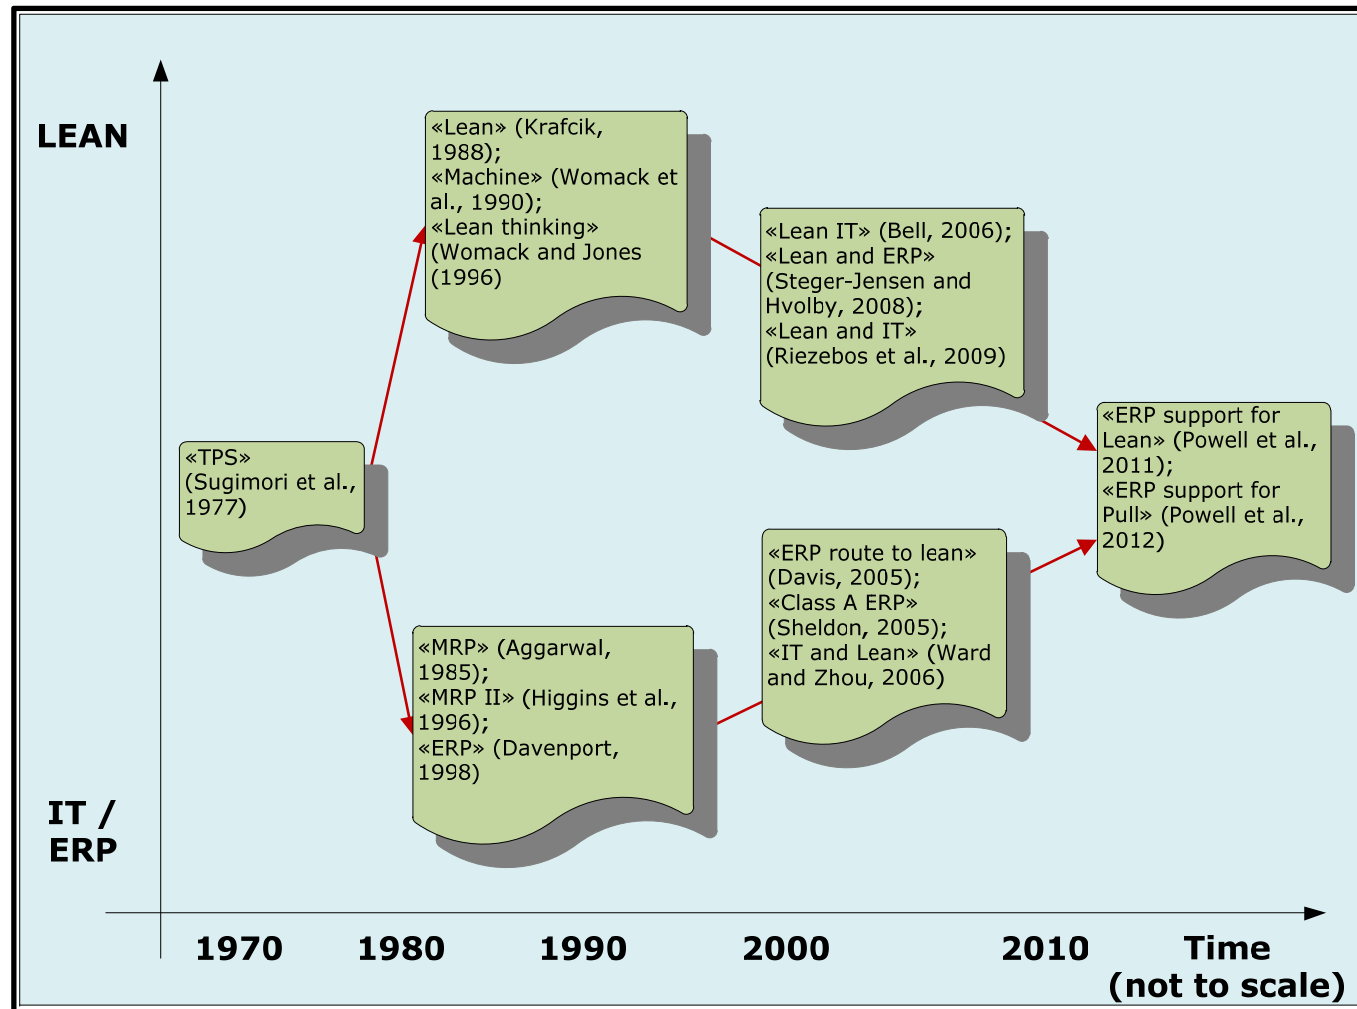 LEAN
«Lean» (Krafcik,
1988);
«Machine» (Womack et
al., 1990);
«Lean thinking»
(Womack and Jones
(1996)
«Lean IT» (Bell, 2006);
«Lean and ERP»
(Steger-Jensen and
Hvolby, 2008);
«Lean and IT»
(Riezebos et al., 2009)
«TPS»
(Sugimori et al.,
1977)
«ERP support for
Lean» (Powell et al.,
2011);
«ERP support for
Pull» (Powell et al.,
2012)
«ERP route to lean»
(Davis, 2005);
«Class A ERP»
(Sheldon, 2005);
«IT and Lean» (Ward
and Zhou, 2006)
«MRP» (Aggarwal,
1985);
«MRP II» (Higgins et al.,
1996);
«ERP» (Davenport,
1998)
IT /
ERP
1970 1980 1990 2000 2010 Time
(not to scale)